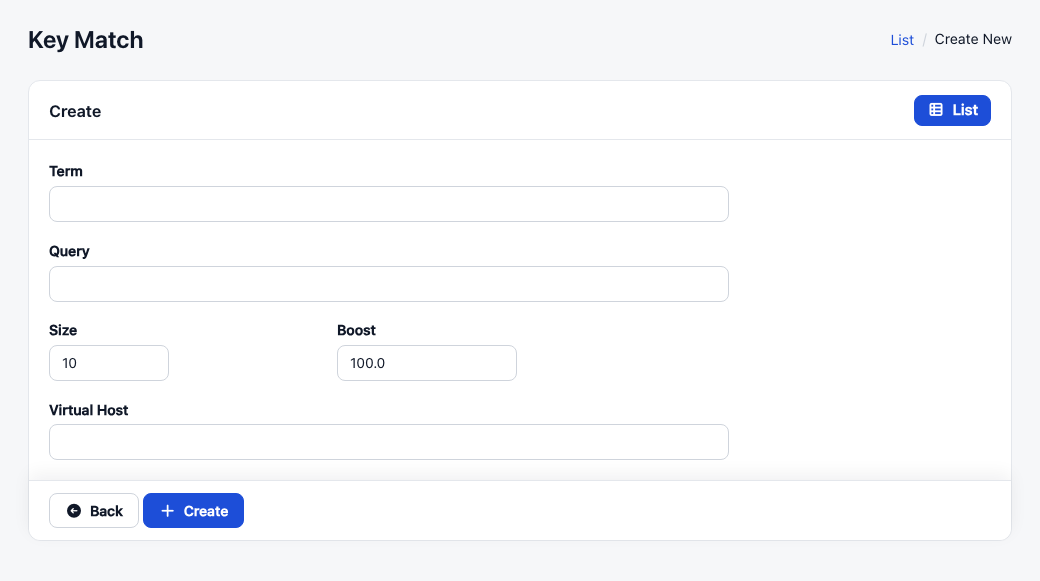 Key Match
List / Create New
Create
List
Term
Query
Size Boost
10 100.0
Virtual Host
Back Create